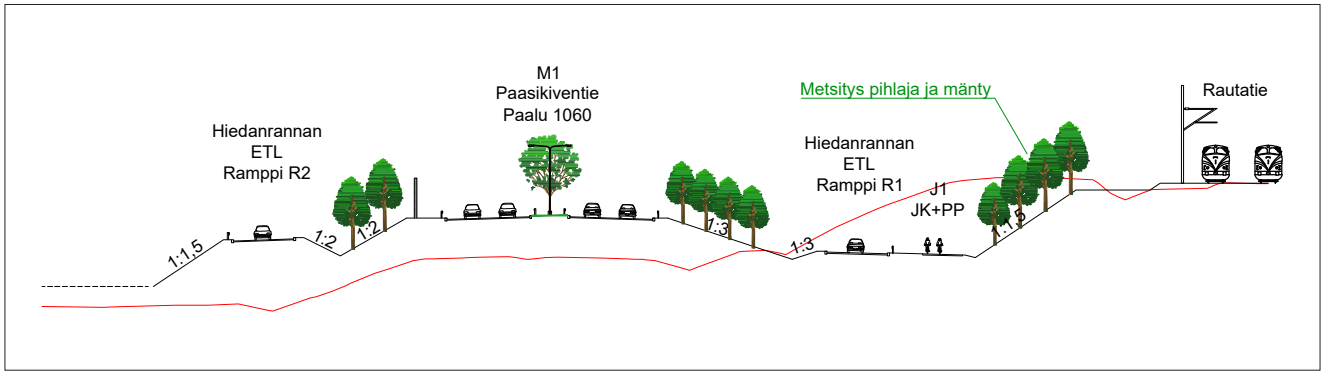 M1
Paasikiventie
Paalu 1060
Hiedanrannan
ETL
Ramppi R2
Metsitys pihlaja ja mänty
Rautatie
Hiedanrannan
ETL
Ramppi R1
J1
JK+PP
1:1,5
1:2
1:2
1:3
1:3
1:1,5